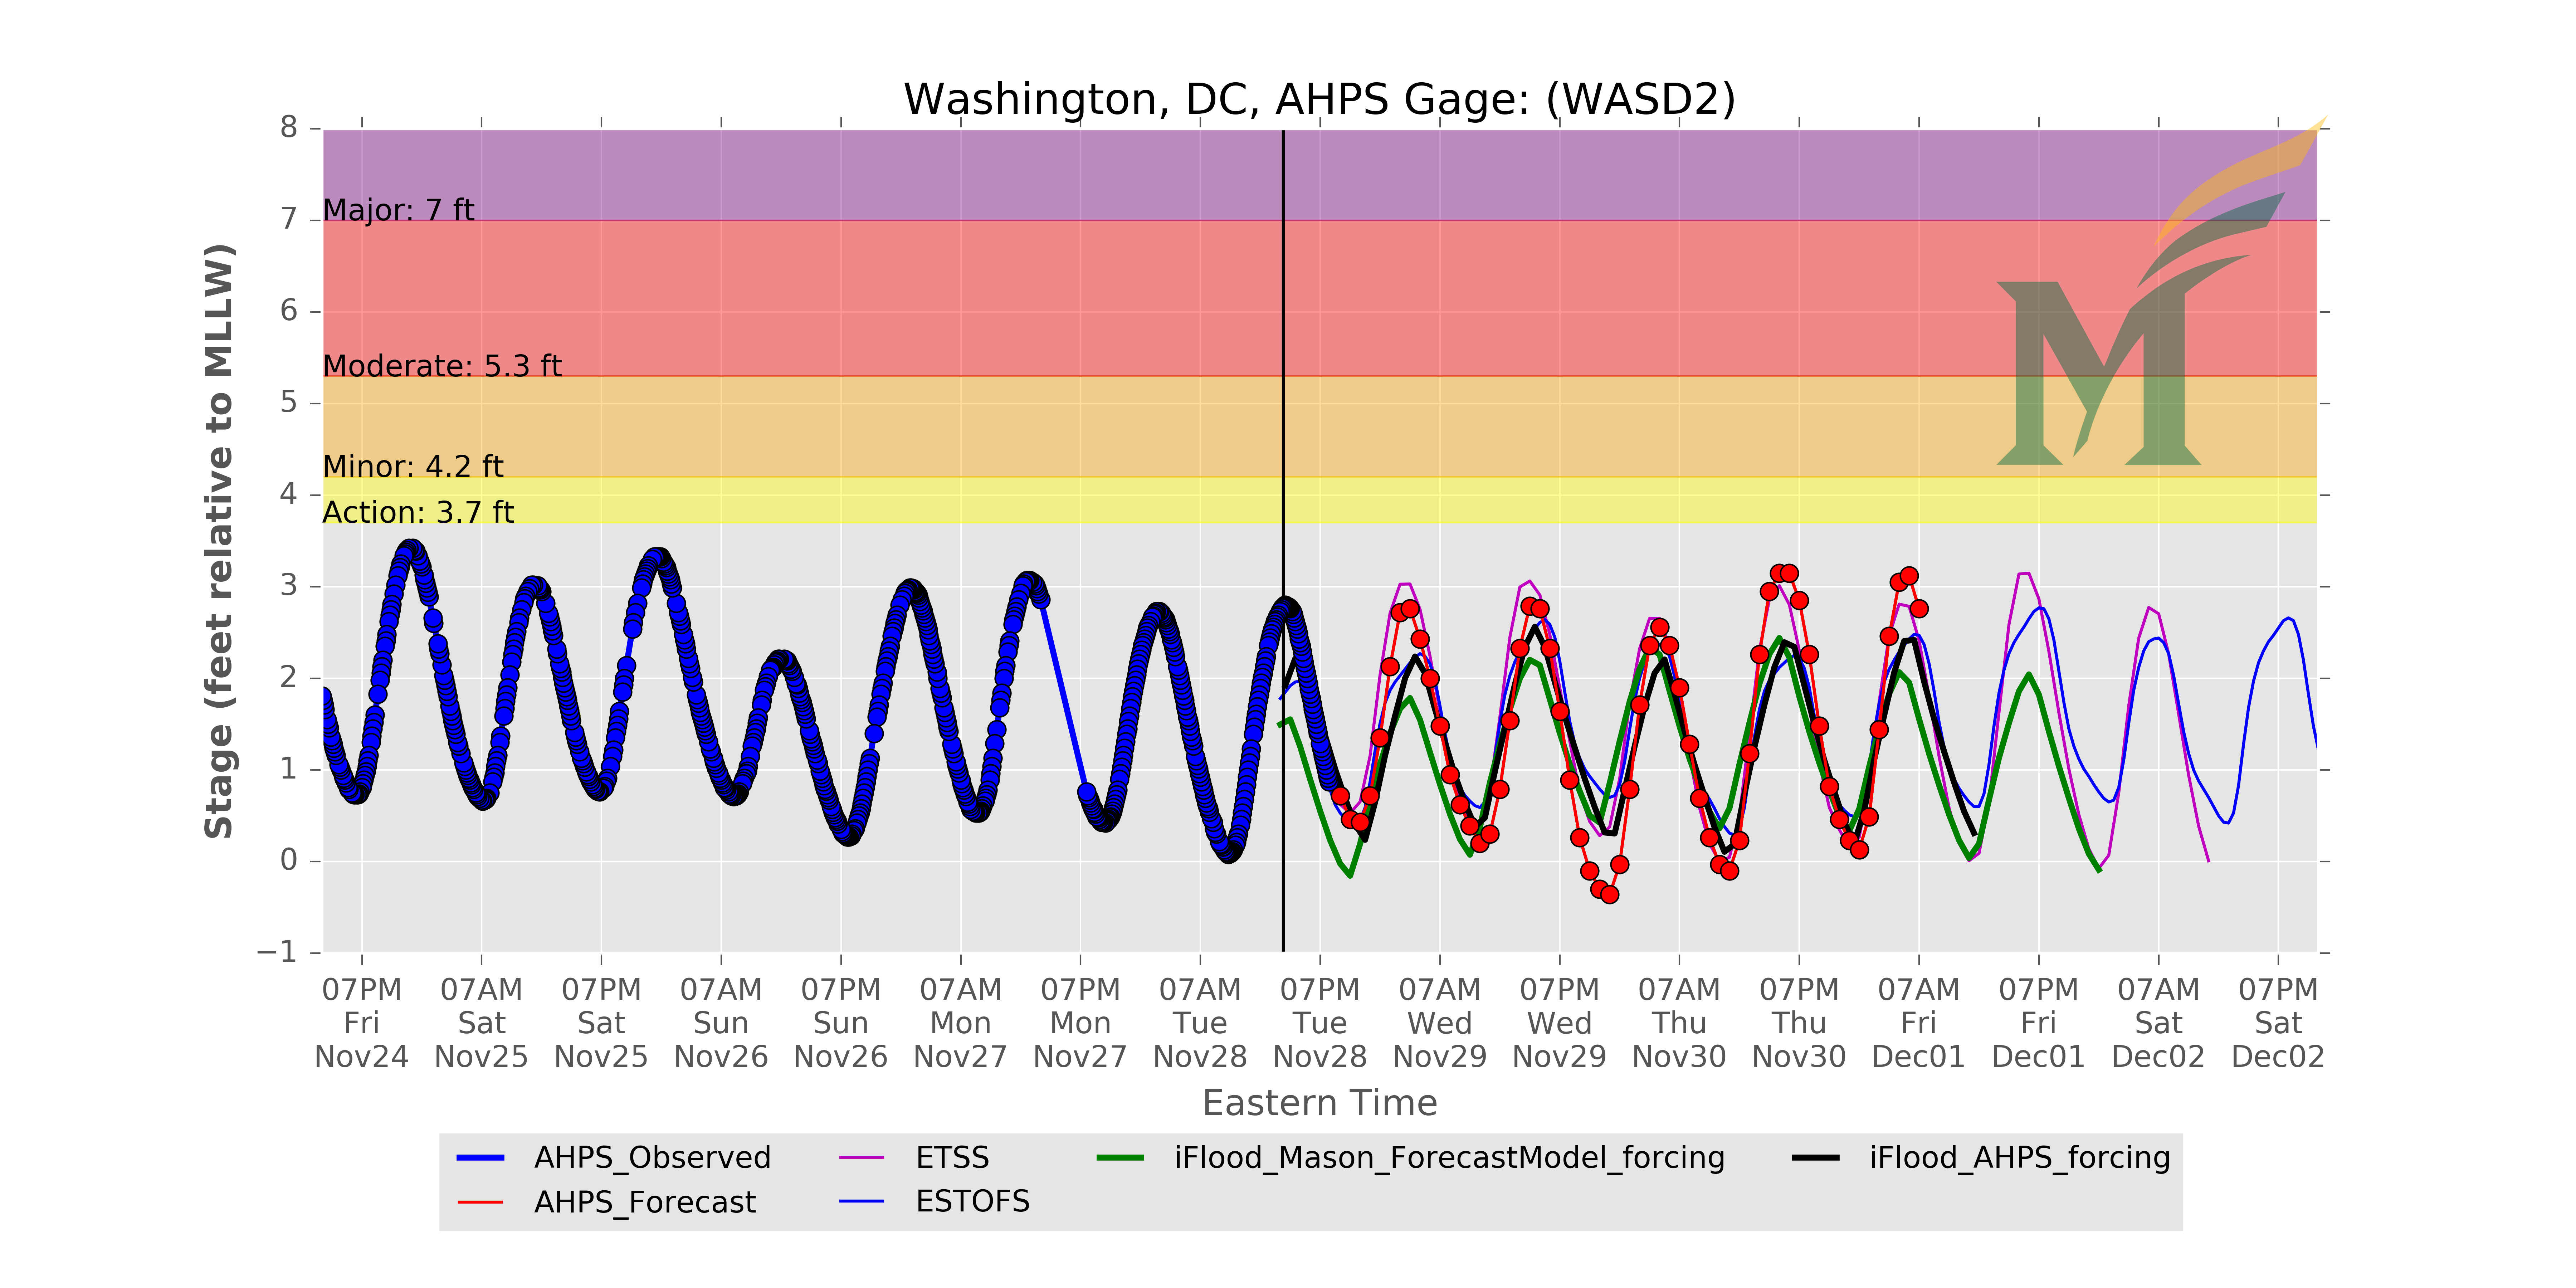 Washington, DC, AHPS Gage: (WASD2)
Stage (feet relative to MLLW)
8
7
6
5
4
3
2
1
0
−1
Major: 7 ft
Moderate: 5.3 ft
Minor: 4.2 ft
Action: 3.7 ft
M
07PM 07AM 07PM 07AM 07PM 07AM 07PM 07AM 07PM 07AM 07PM 07AM 07PM 07AM 07PM 07AM 07PM
Fri Sat Sat Sun Sun Mon Mon Tue Tue Wed Wed Thu Thu Fri Fri Sat Sat
Nov24 Nov25 Nov25 Nov26 Nov26 Nov27 Nov27 Nov28 Nov28 Nov29 Nov29 Nov30 Nov30 Dec01 Dec01 Dec02 Dec02
Eastern Time
AHPS_Observed ETSS iFlood_Mason_ForecastModel_forcing iFlood_AHPS_forcing
AHPS_Forecast ESTOFS